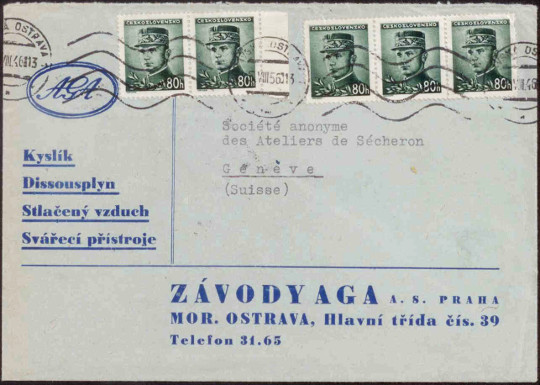 ČESKOSLOVENSKO ČESKOSLOVENSKO ČESKOSLOVENSKO ČESKOSLOVENSKO ČESKOSLOVENSKO
80h 80h 80h 80h 80h
OSTRAVA
AGA
Société anonyme
des Ateliers de Sécheron
Genève
(Suisse)
Kyslík
Dissousplyn
Stlačený vzduch
Svářecí přístroje
ZÁVODY AGA A. S. PRAHA
MOR. OSTRAVA, Hlavní třída čís. 39
Telefon 31.65